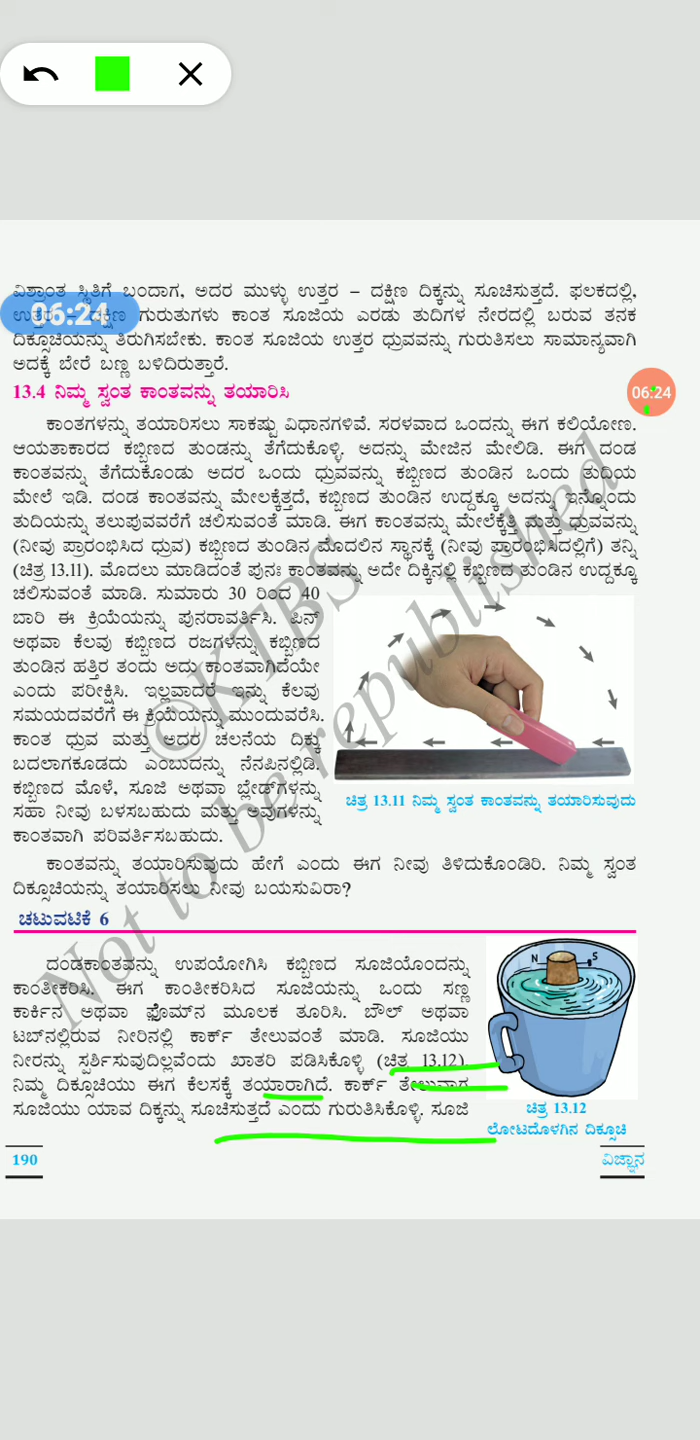 ವಿಶ್ರಾಂತ ಸ್ಥಿತಿಗೆ ಬಂದಾಗ, ಅದರ ಮುಳ್ಳು ಉತ್ತರ – ದಕ್ಷಿಣ ದಿಕ್ಕನ್ನು ಸೂಚಿಸುತ್ತದೆ. ಫಲಕದಲ್ಲಿ,
06:24
ಉತ್ತರ – ದಕ್ಷಿಣ ಗುರುತುಗಳು ಕಾಂತ ಸೂಜಿಯ ಎರಡು ತುದಿಗಳ ನೇರದಲ್ಲಿ ಬರುವ ತನಕ
ದಿಕ್ಸೂಚಿಯನ್ನು ತಿರುಗಿಸಬೇಕು. ಕಾಂತ ಸೂಜಿಯ ಉತ್ತರ ಧ್ರುವವನ್ನು ಗುರುತಿಸಲು ಸಾಮಾನ್ಯವಾಗಿ
ಅದಕ್ಕೆ ಬೇರೆ ಬಣ್ಣ ಬಳಿದಿರುತ್ತಾರೆ.
13.4 ನಿಮ್ಮ ಸ್ವಂತ ಕಾಂತವನ್ನು ತಯಾರಿಸಿ
06:24
ಕಾಂತಗಳನ್ನು ತಯಾರಿಸಲು ಸಾಕಷ್ಟು ವಿಧಾನಗಳಿವೆ. ಸರಳವಾದ ಒಂದನ್ನು ಈಗ ಕಲಿಯೋಣ.
ಆಯತಾಕಾರದ ಕಬ್ಬಿಣದ ತುಂಡನ್ನು ತೆಗೆದುಕೊಳ್ಳಿ. ಅದನ್ನು ಮೇಜಿನ ಮೇಲಿಡಿ. ಈಗ ದಂಡ
ಕಾಂತವನ್ನು ತೆಗೆದುಕೊಂಡು ಅದರ ಒಂದು ಧ್ರುವವನ್ನು ಕಬ್ಬಿಣದ ತುಂಡಿನ ಒಂದು ತುದಿಯ
ಮೇಲೆ ಇಡಿ. ದಂಡ ಕಾಂತವನ್ನು ಮೇಲಕ್ಕೆತ್ತದೆ, ಕಬ್ಬಿಣದ ತುಂಡಿನ ಉದ್ದಕ್ಕೂ ಅದನ್ನು ಇನ್ನೊಂದು
ತುದಿಯನ್ನು ತಲುಪುವವರೆಗೆ ಚಲಿಸುವಂತೆ ಮಾಡಿ. ಈಗ ಕಾಂತವನ್ನು ಮೇಲೆಕ್ಕೆತ್ತಿ ಮತ್ತು ಧ್ರುವವನ್ನು
(ನೀವು ಪ್ರಾರಂಭಿಸಿದ ಧ್ರುವ) ಕಬ್ಬಿಣದ ತುಂಡಿನ ಮೊದಲಿನ ಸ್ಥಾನಕ್ಕೆ (ನೀವು ಪ್ರಾರಂಭಿಸಿದಲ್ಲಿಗೆ) ತನ್ನಿ
(ಚಿತ್ರ 13.11). ಮೊದಲು ಮಾಡಿದಂತೆ ಪುನಃ ಕಾಂತವನ್ನು ಅದೇ ದಿಕ್ಕಿನಲ್ಲಿ ಕಬ್ಬಿಣದ ತುಂಡಿನ ಉದ್ದಕ್ಕೂ
ಚಲಿಸುವಂತೆ ಮಾಡಿ. ಸುಮಾರು 30 ರಿಂದ 40
ಬಾರಿ ಈ ಕ್ರಿಯೆಯನ್ನು ಪುನರಾವರ್ತಿಸಿ. ಪಿನ್
ಅಥವಾ ಕೆಲವು ಕಬ್ಬಿಣದ ರಜಗಳನ್ನು ಕಬ್ಬಿಣದ
ತುಂಡಿನ ಹತ್ತಿರ ತಂದು ಅದು ಕಾಂತವಾಗಿದೆಯೇ
ಎಂದು ಪರೀಕ್ಷಿಸಿ. ಇಲ್ಲವಾದರೆ ಇನ್ನು ಕೆಲವು
ಸಮಯದವರೆಗೆ ಈ ಕ್ರಿಯೆಯನ್ನು ಮುಂದುವರೆಸಿ.
ಕಾಂತ ಧ್ರುವ ಮತ್ತು ಅದರ ಚಲನೆಯ ದಿಕ್ಕು
ಬದಲಾಗಕೂಡದು ಎಂಬುದನ್ನು ನೆನಪಿನಲ್ಲಿಡಿ.
ಕಬ್ಬಿಣದ ಮೊಳೆ, ಸೂಜಿ ಅಥವಾ ಬ್ಲೇಡ್‌ಗಳನ್ನು
ಸಹಾ ನೀವು ಬಳಸಬಹುದು ಮತ್ತು ಅವುಗಳನ್ನು
ಕಾಂತವಾಗಿ ಪರಿವರ್ತಿಸಬಹುದು.
ಚಿತ್ರ 13.11 ನಿಮ್ಮ ಸ್ವಂತ ಕಾಂತವನ್ನು ತಯಾರಿಸುವುದು
ಕಾಂತವನ್ನು ತಯಾರಿಸುವುದು ಹೇಗೆ ಎಂದು ಈಗ ನೀವು ತಿಳಿದುಕೊಂಡಿರಿ. ನಿಮ್ಮ ಸ್ವಂತ
ದಿಕ್ಸೂಚಿಯನ್ನು ತಯಾರಿಸಲು ನೀವು ಬಯಸುವಿರಾ?
ಚಟುವಟಿಕೆ 6
ದಂಡಕಾಂತವನ್ನು ಉಪಯೋಗಿಸಿ ಕಬ್ಬಿಣದ ಸೂಜಿಯೊಂದನ್ನು
ಕಾಂತೀಕರಿಸಿ. ಈಗ ಕಾಂತೀಕರಿಸಿದ ಸೂಜಿಯನ್ನು ಒಂದು ಸಣ್ಣ
ಕಾರ್ಕಿನ ಅಥವಾ ಫೋಮ್‌ನ ಮೂಲಕ ತೂರಿಸಿ. ಬೌಲ್ ಅಥವಾ
ಟಬ್‌ನಲ್ಲಿರುವ ನೀರಿನಲ್ಲಿ ಕಾರ್ಕ್ ತೇಲುವಂತೆ ಮಾಡಿ. ಸೂಜಿಯು
ನೀರನ್ನು ಸ್ಪರ್ಶಿಸುವುದಿಲ್ಲವೆಂದು ಖಾತರಿ ಪಡಿಸಿಕೊಳ್ಳಿ (ಚಿತ್ರ 13.12).
ನಿಮ್ಮ ದಿಕ್ಸೂಚಿಯು ಈಗ ಕೆಲಸಕ್ಕೆ ತಯಾರಾಗಿದೆ. ಕಾರ್ಕ್ ತೇಲುವಾಗ
ಸೂಜಿಯು ಯಾವ ದಿಕ್ಕನ್ನು ಸೂಚಿಸುತ್ತದೆ ಎಂದು ಗುರುತಿಸಿಕೊಳ್ಳಿ. ಸೂಜಿ
N S
ಚಿತ್ರ 13.12
ಲೋಟದೊಳಗಿನ ದಿಕ್ಸೂಚಿ
190
ವಿಜ್ಞಾನ
©KTBS
Not to be republished